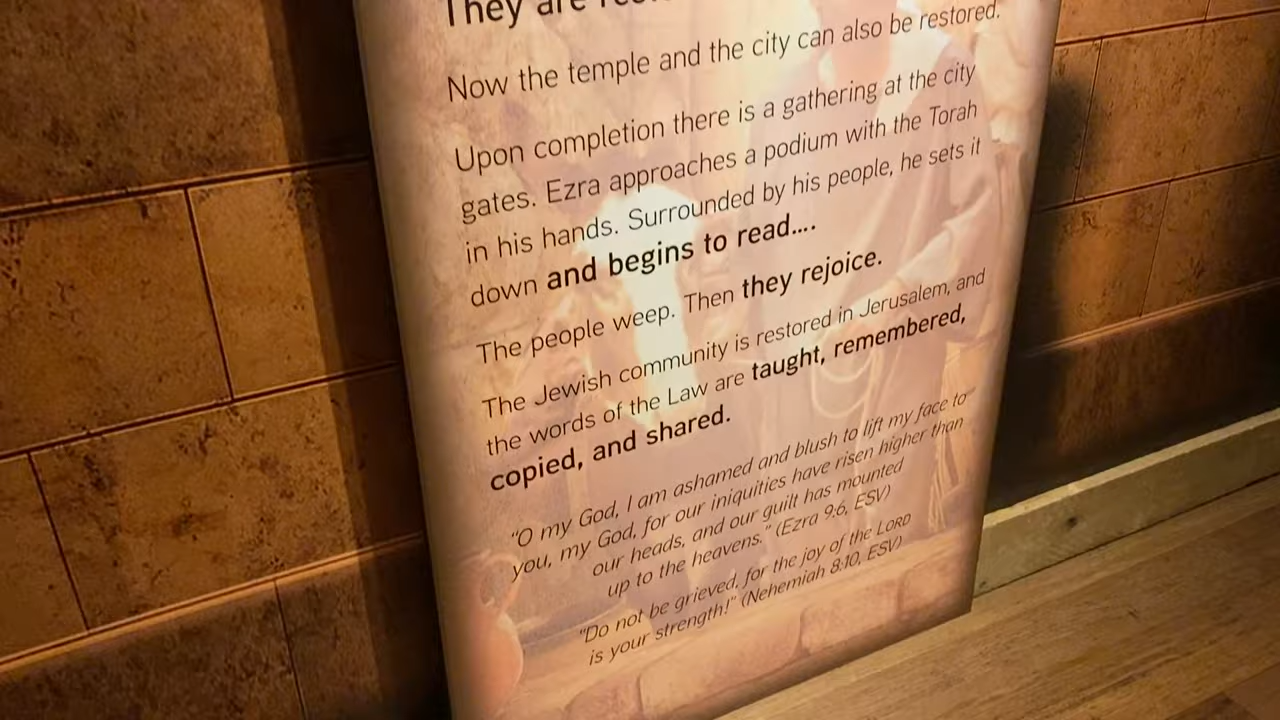 They are
Now the temple and the city can also be restored.
Upon completion there is a gathering at the city
gates. Ezra approaches a podium with the Torah
in his hands. Surrounded by his people, he sets it
down and begins to read....
The people weep. Then they rejoice.
The Jewish community is restored in Jerusalem, and
the words of the Law are taught, remembered,
copied, and shared.
“O my God, I am ashamed and blush to lift my face to
you, my God, for our iniquities have risen higher than
our heads, and our guilt has mounted
up to the heavens.” (Ezra 9:6, ESV)
“Do not be grieved, for the joy of the LORD
is your strength!” (Nehemiah 8:10, ESV)